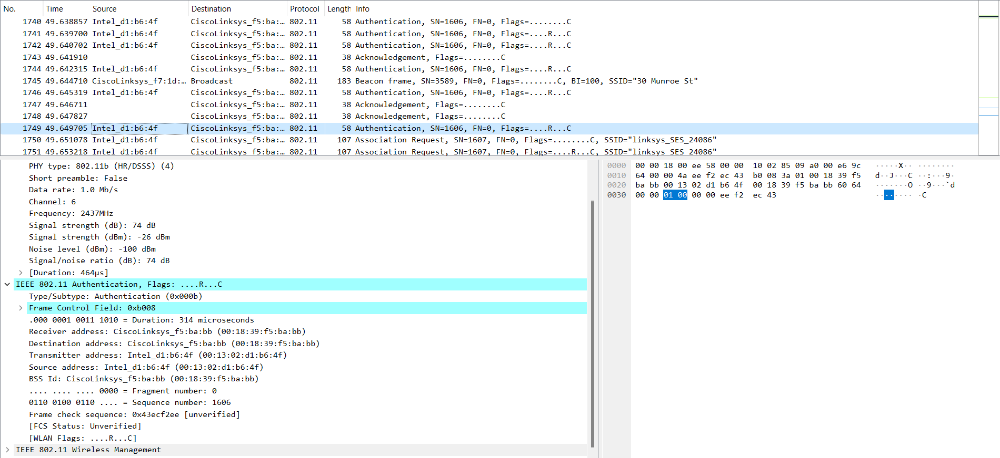 No. Time Source Destination Protocol Length Info
1740 49.638857 Intel_d1:b6:4f CiscoLinksys_f5:ba:… 802.11 58 Authentication, SN=1606, FN=0, Flags=........C
1741 49.639700 Intel_d1:b6:4f CiscoLinksys_f5:ba:… 802.11 58 Authentication, SN=1606, FN=0, Flags=....R...C
1742 49.640702 Intel_d1:b6:4f CiscoLinksys_f5:ba:… 802.11 58 Authentication, SN=1606, FN=0, Flags=....R...C
1743 49.641910 CiscoLinksys_f5:ba:… 802.11 38 Acknowledgement, Flags=........C
1744 49.642315 Intel_d1:b6:4f CiscoLinksys_f5:ba:… 802.11 58 Authentication, SN=1606, FN=0, Flags=....R...C
1745 49.644710 CiscoLinksys_f7:1d:… Broadcast 802.11 183 Beacon frame, SN=3589, FN=0, Flags=........C, BI=100, SSID="30 Munroe St"
1746 49.645319 Intel_d1:b6:4f CiscoLinksys_f5:ba:… 802.11 58 Authentication, SN=1606, FN=0, Flags=....R...C
1747 49.646711 CiscoLinksys_f5:ba:… 802.11 38 Acknowledgement, Flags=........C
1748 49.647827 CiscoLinksys_f5:ba:… 802.11 38 Acknowledgement, Flags=........C
1749 49.649705 Intel_d1:b6:4f CiscoLinksys_f5:ba:… 802.11 58 Authentication, SN=1606, FN=0, Flags=....R...C
1750 49.651078 Intel_d1:b6:4f CiscoLinksys_f5:ba:… 802.11 107 Association Request, SN=1607, FN=0, Flags=........C, SSID="linksys_SES_24086"
1751 49.653218 Intel_d1:b6:4f CiscoLinksys_f5:ba:… 802.11 107 Association Request, SN=1607, FN=0, Flags=....R...C, SSID="linksys_SES_24086"
PHY type: 802.11b (HR/DSSS) (4)
Short preamble: False
Data rate: 1.0 Mb/s
Channel: 6
Frequency: 2437MHz
Signal strength (dB): 74 dB
Signal strength (dBm): -26 dBm
Noise level (dBm): -100 dBm
Signal/noise ratio (dB): 74 dB
[Duration: 464µs]
IEEE 802.11 Authentication, Flags: ....R...C
Type/Subtype: Authentication (0x000b)
Frame Control Field: 0xb008
.000 0001 0011 1010 = Duration: 314 microseconds
Receiver address: CiscoLinksys_f5:ba:bb (00:18:39:f5:ba:bb)
Destination address: CiscoLinksys_f5:ba:bb (00:18:39:f5:ba:bb)
Transmitter address: Intel_d1:b6:4f (00:13:02:d1:b6:4f)
Source address: Intel_d1:b6:4f (00:13:02:d1:b6:4f)
BSS Id: CiscoLinksys_f5:ba:bb (00:18:39:f5:ba:bb)
.... .... .... 0000 = Fragment number: 0
0110 0100 0110 .... = Sequence number: 1606
Frame check sequence: 0x43ecf2ee [unverified]
[FCS Status: Unverified]
[WLAN Flags: ....R...C]
IEEE 802.11 Wireless Management
0000 00 00 18 00 ee 58 00 00 10 02 85 09 a0 00 e6 9c ·····X·· ········
0010 64 00 00 4a ee f2 ec 43 b0 08 3a 01 00 18 39 f5 d··J···C ··:···9·
0020 ba bb 00 13 02 d1 b6 4f 00 18 39 f5 ba bb 60 64 ·······O ··9···`d
0030 00 00 01 00 00 00 ee f2 ec 43 ········ ·C